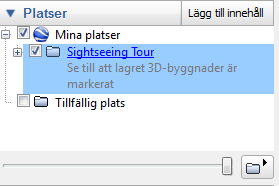 Platser
Lägg till innehåll
Mina platser
Sightseeing Tour
Se till att lagret 3D-byggnader är
markerat
Tillfällig plats